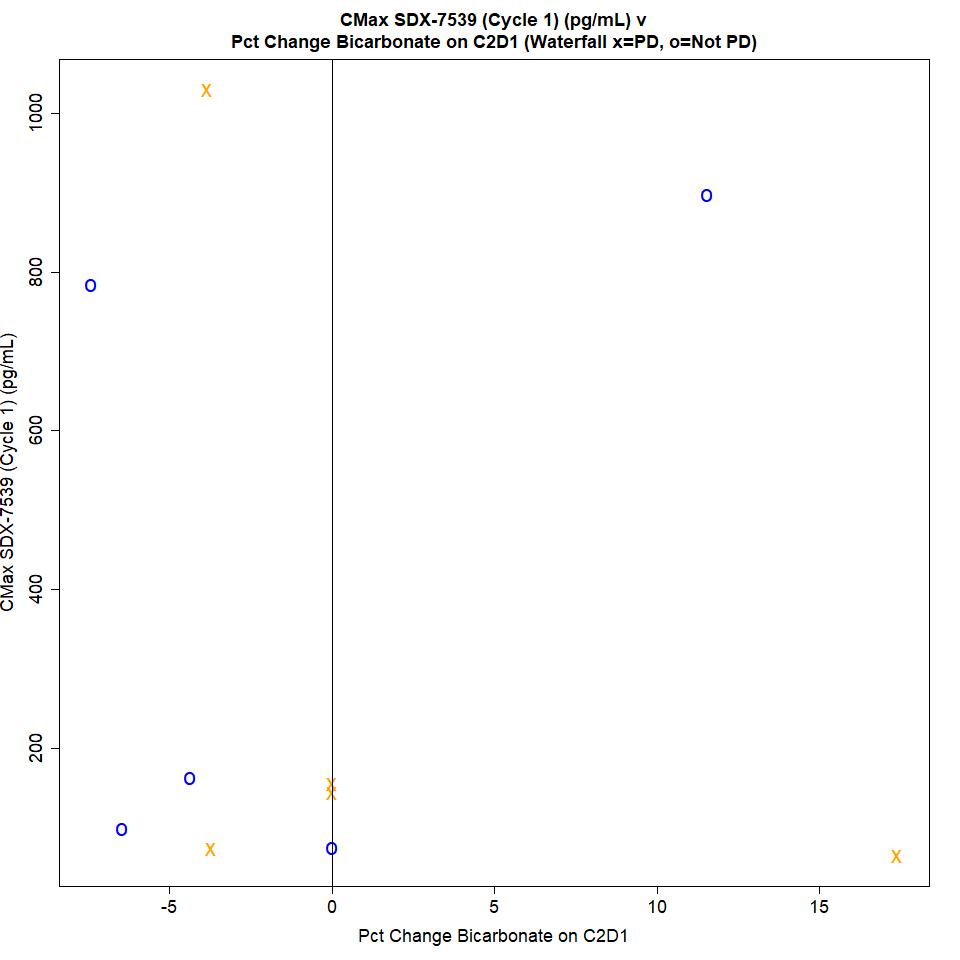 CMax SDX-7539 (Cycle 1) (pg/mL) v
Pct Change Bicarbonate on C2D1 (Waterfall x=PD, o=Not PD)
CMax SDX-7539 (Cycle 1) (pg/mL)
1000
800
600
400
200
X
O
O
O
X
X
O
X
O
X
-5
0
5
10
15
Pct Change Bicarbonate on C2D1